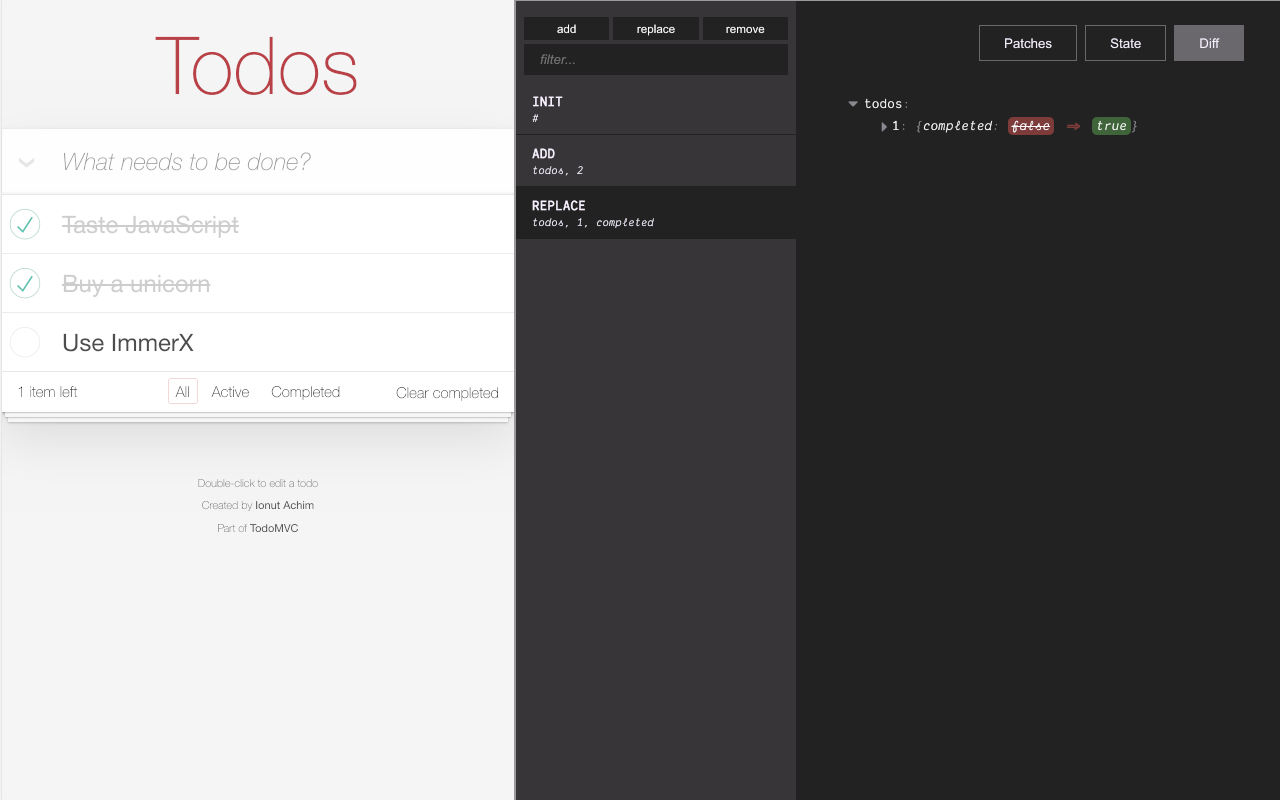 Todos
What needs to be done?
Taste JavaScript
Buy a unicorn
Use ImmerX
1 item left All Active Completed Clear completed
Double-click to edit a todo
Created by Ionut Achim
Part of TodoMVC
add replace remove
filter...
INIT
#
ADD
todos, 2
REPLACE
todos, 1, completed
Patches State Diff
todos:
1: {completed: false ⇒ true}